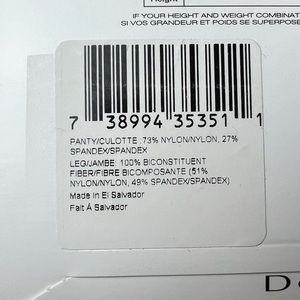 Height
IF YOUR HEIGHT AND WEIGHT COMBINAT
SI VOS GRANDEUR ET POIDS SE SUPERPOSE
7 38994 35351 1
PANTY/CULOTTE :73% NYLON/NYLON, 27%
SPANDEX/SPANDEX
LEG/JAMBE: 100% BICONSTITUENT
FIBER/FIBRE BICOMPOSANTE (51%
NYLON/NYLON, 49% SPANDEX/SPANDEX)
Made In El Salvador
Fait Á Salvador